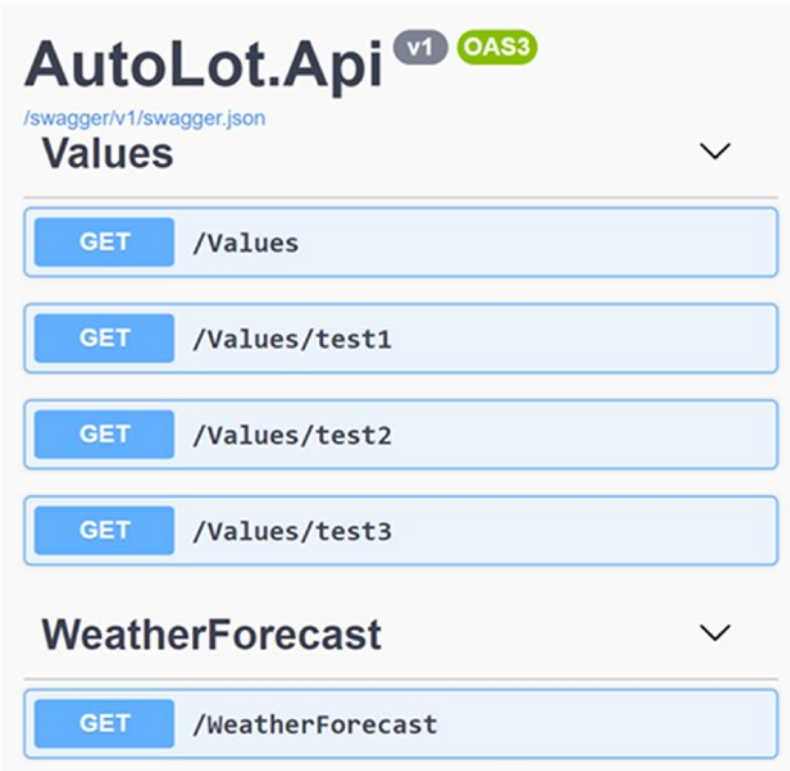 AutoLot.Api v1 OAS3
/swagger/v1/swagger.json
Values
GET /Values
GET /Values/test1
GET /Values/test2
GET /Values/test3
WeatherForecast
GET /WeatherForecast